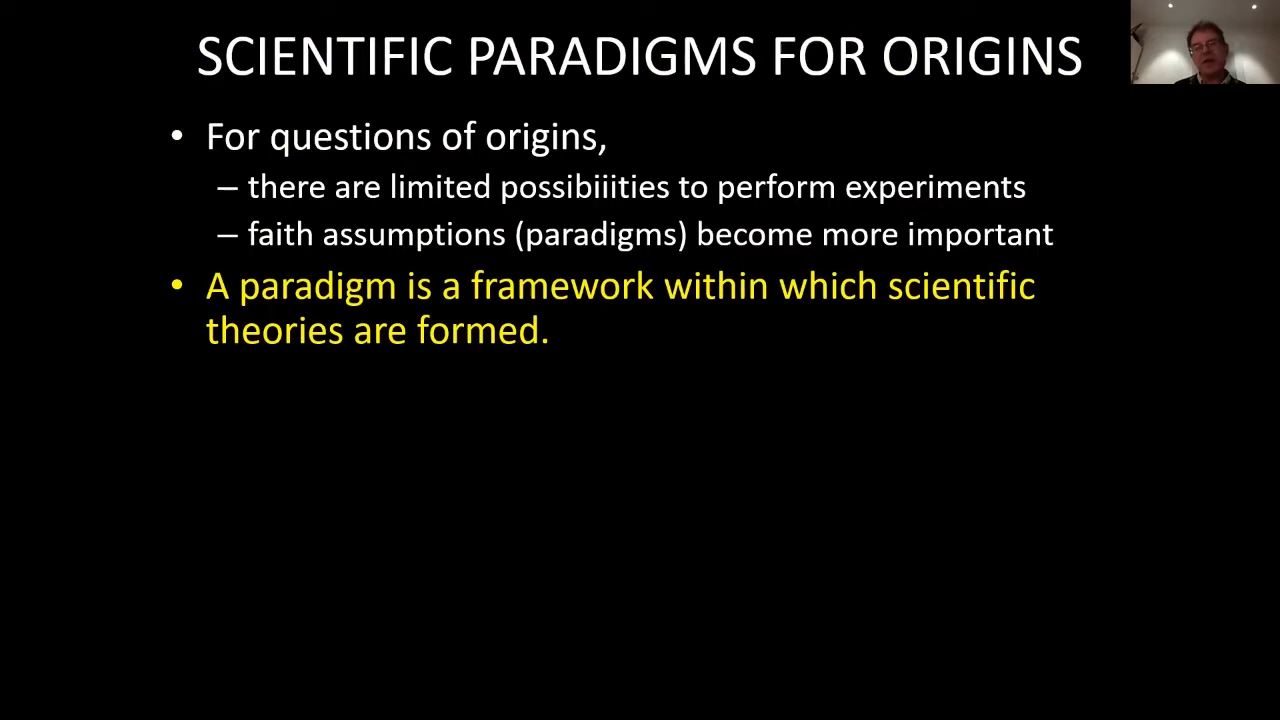 SCIENTIFIC PARADIGMS FOR ORIGINS
• For questions of origins,
– there are limited possibiiities to perform experiments
– faith assumptions (paradigms) become more important
• A paradigm is a framework within which scientific
theories are formed.